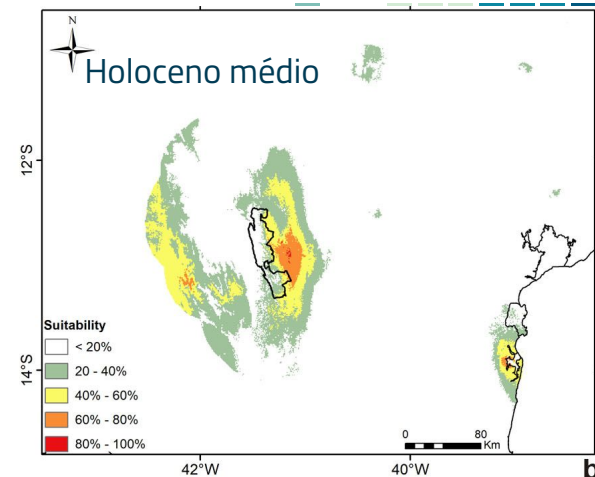 N
Holoceno médio
12°S
14°S
Suitability
< 20%
20 - 40%
40% - 60%
60% - 80%
80% - 100%
0 80
Km
42°W 40°W
b